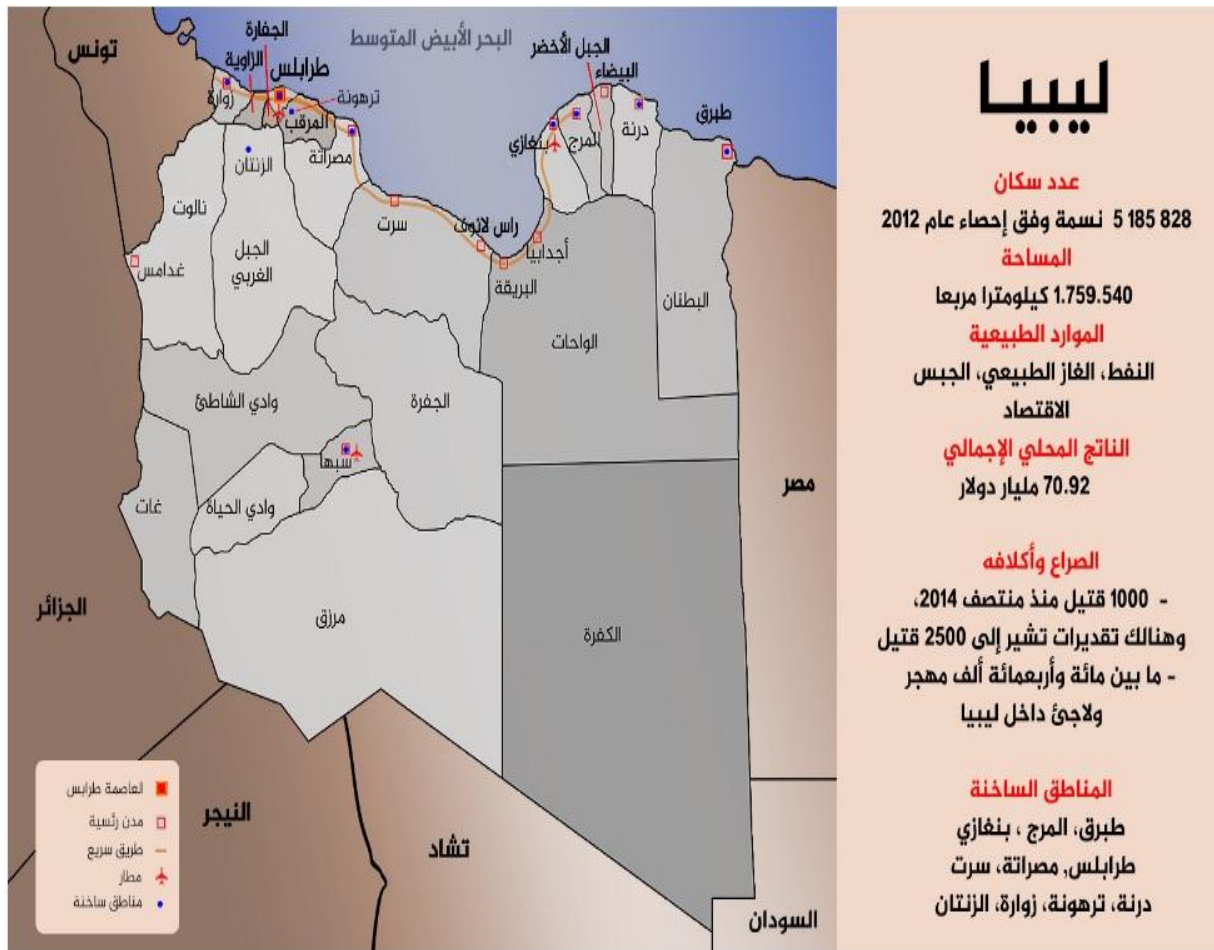 ليبيا
عدد سكان
5 185 828 نسمة وفق إحصاء عام 2012
المساحة
1.759.540 كيلومترا مربعا
الموارد الطبيعية
النفط، الغاز الطبيعي، الجبس
الاقتصاد
الناتج المحلي الإجمالي
70.92 مليار دولار
الصراع وأكلافه
- 1000 قتيل منذ منتصف 2014،
وهنالك تقديرات تشير إلى 2500 قتيل
- ما بين مائة وأربعمائة ألف مهجر
ولاجئ داخل ليبيا
المناطق الساخنة
طبرق، المرج ، بنغازي
طرابلس, مصراتة، سرت
درنة، ترهونة، زوارة، الزنتان
البحر الأبيض المتوسط
تونس
الجفارة
الزاوية
طرابلس
زوارة
ترهونة
المرقب
مصراتة
الزنتان
نالوت
الجبل
الغربي
غدامس
سرت
راس لانوف
البريقة
أجدابيا
بنغازي
المرج
الجبل الأخضر
البيضاء
درنة
طبرق
البطنان
الواحات
وادي الشاطئ
الجفرة
سبها
وادي الحياة
غات
مرزق
الكفرة
مصر
الجزائر
النيجر
تشاد
السودان
لعاصمة طرابس
مدن رئسية
طريق سريع
مطار
مناطق ساخنة